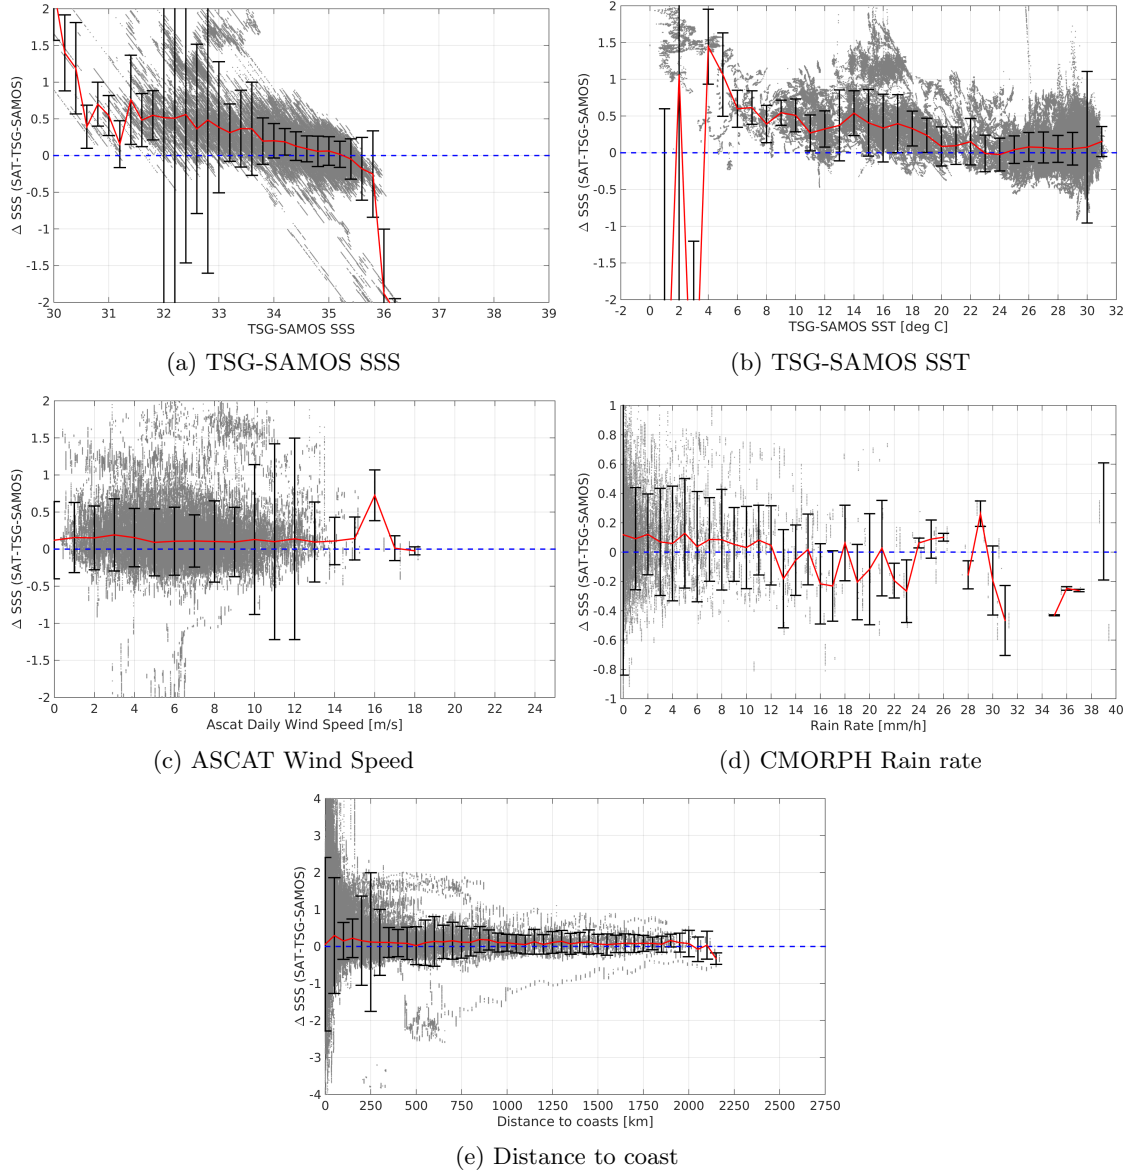 2
1.5
1
0.5
0
-0.5
-1
-1.5
-2
Δ SSS (SAT-TSG-SAMOS)
30 31 32 33 34 35 36 37 38 39
TSG-SAMOS SSS
(a) TSG-SAMOS SSS
2
1.5
1
0.5
0
-0.5
-1
-1.5
-2
Δ SSS (SAT-TSG-SAMOS)
-2 0 2 4 6 8 10 12 14 16 18 20 22 24 26 28 30 32
TSG-SAMOS SST [deg C]
(b) TSG-SAMOS SST
2
1.5
1
0.5
0
-0.5
-1
-1.5
-2
Δ SSS (SAT-TSG-SAMOS)
0 2 4 6 8 10 12 14 16 18 20 22 24
Ascat Daily Wind Speed [m/s]
(c) ASCAT Wind Speed
1
0.8
0.6
0.4
0.2
0
-0.2
-0.4
-0.6
-0.8
-1
Δ SSS (SAT-TSG-SAMOS)
0 2 4 6 8 10 12 14 16 18 20 22 24 26 28 30 32 34 36 38 40
Rain Rate [mm/h]
(d) CMORPH Rain rate
4
3
2
1
0
-1
-2
-3
-4
Δ SSS (SAT-TSG-SAMOS)
0 250 500 750 1000 1250 1500 1750 2000 2250 2500 2750
Distance to coasts [km]
(e) Distance to coast